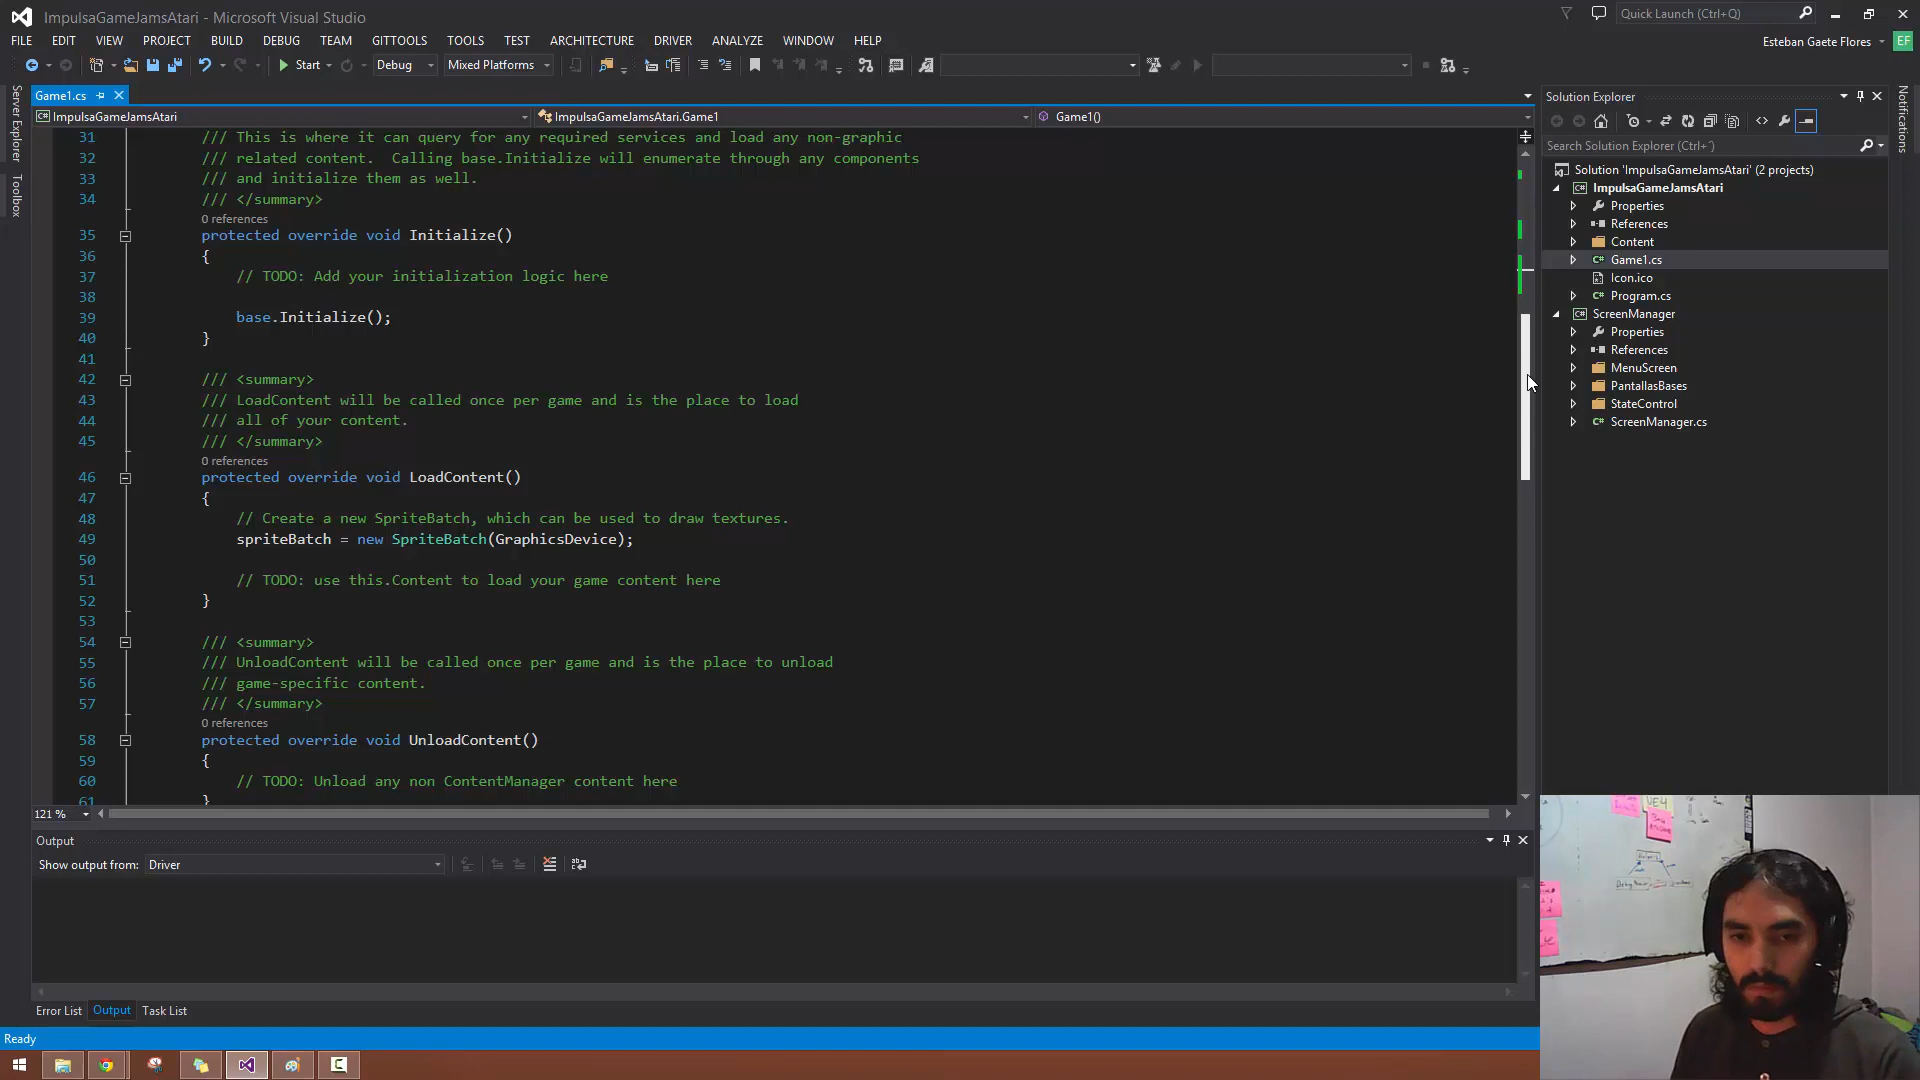 ImpulsaGameJamsAtari - Microsoft Visual Studio
Quick Launch (Ctrl+Q)
FILE EDIT VIEW PROJECT BUILD DEBUG TEAM GITTOOLS TOOLS TEST ARCHITECTURE DRIVER ANALYZE WINDOW HELP
Esteban Gaete Flores EF
Start Debug Mixed Platforms
Server Explorer
Toolbox
Game1.cs
ImpulsaGameJamsAtari ImpulsaGameJamsAtari.Game1 Game1()
31 /// This is where it can query for any required services and load any non-graphic
32 /// related content.  Calling base.Initialize will enumerate through any components
33 /// and initialize them as well.
34 /// </summary>
0 references
35 protected override void Initialize()
36 {
37 // TODO: Add your initialization logic here
38
39 base.Initialize();
40 }
41
42 /// <summary>
43 /// LoadContent will be called once per game and is the place to load
44 /// all of your content.
45 /// </summary>
0 references
46 protected override void LoadContent()
47 {
48 // Create a new SpriteBatch, which can be used to draw textures.
49 spriteBatch = new SpriteBatch(GraphicsDevice);
50
51 // TODO: use this.Content to load your game content here
52 }
53
54 /// <summary>
55 /// UnloadContent will be called once per game and is the place to unload
56 /// game-specific content.
57 /// </summary>
0 references
58 protected override void UnloadContent()
59 {
60 // TODO: Unload any non ContentManager content here
61 }
121 %
Output
Show output from: Driver
Error List Output Task List
Ready
Solution Explorer
Search Solution Explorer (Ctrl+´)
Solution 'ImpulsaGameJamsAtari' (2 projects)
ImpulsaGameJamsAtari
Properties
References
Content
Game1.cs
Icon.ico
Program.cs
ScreenManager
Properties
References
MenuScreen
PantallasBases
StateControl
ScreenManager.cs
Notifications